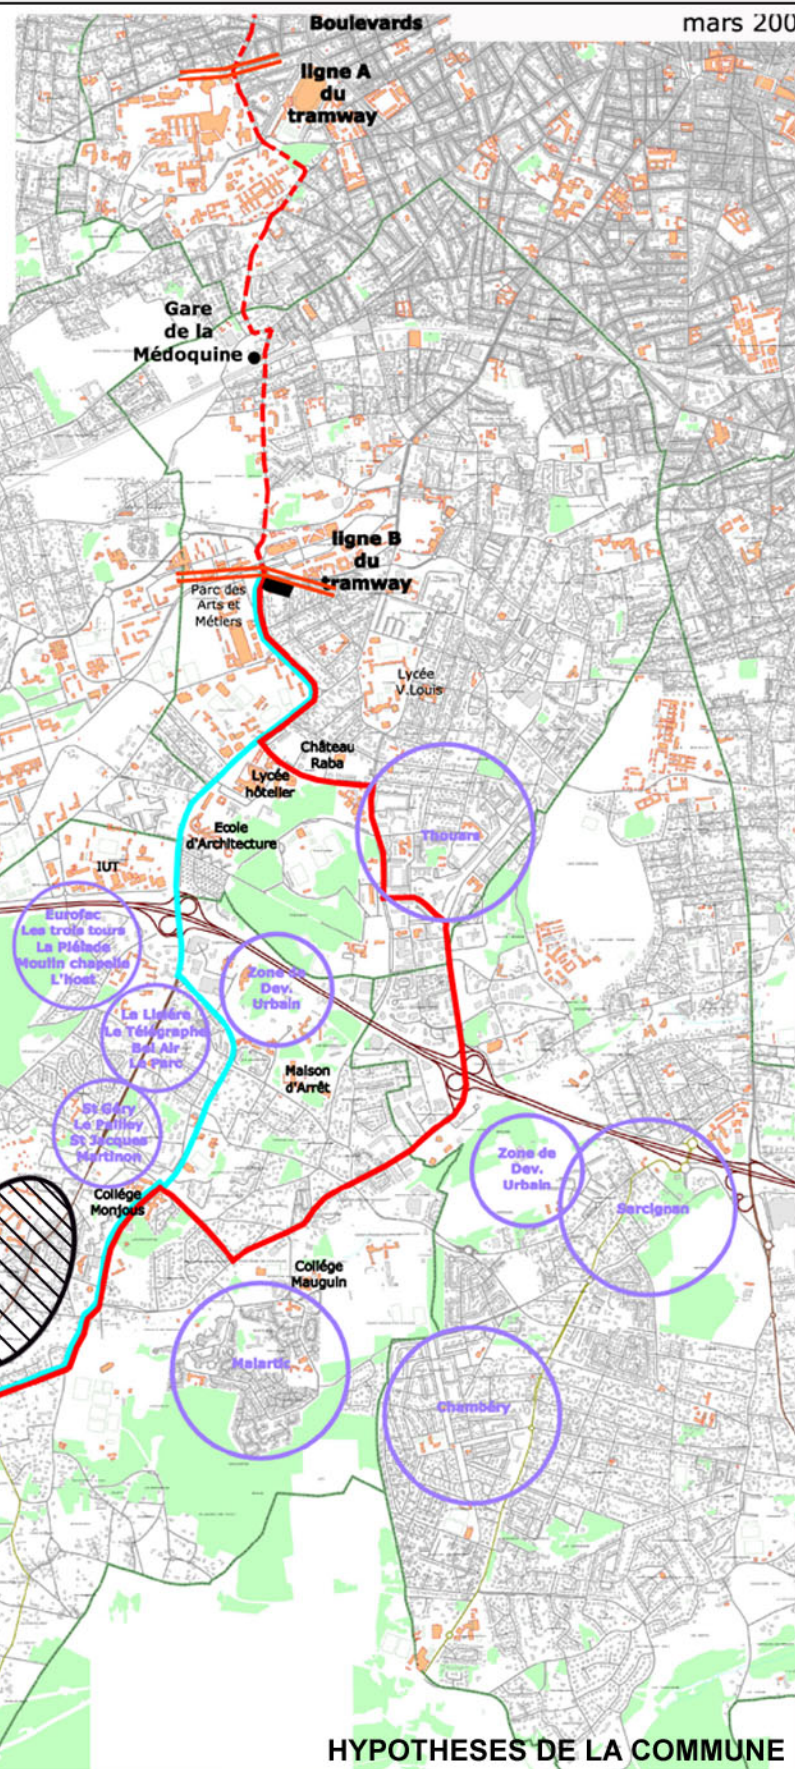 Boulevards
mars 200
ligne A
du
tramway
Gare
de la
Médoquine
ligne B
du
tramway
Parc des
Arts et
Métiers
Lycée
V.Louis
Château
Raba
Lycée
hôtelier
Thouars
Ecole
d'Architecture
IUT
Eurofac
Les trois tours
La Pléiade
Moulin chapelle
L'host
Zone de
Dev.
Urbain
La Lisière
Le Télégraphe
Bel Air
Le Parc
Maison
d'Arrêt
St Géry
Le Pailley
St Jacques
Martinon
Zone de
Dev.
Urbain
Sarcignan
Collége
Monjous
Collége
Mauguin
Malartic
Chambéry
HYPOTHESES DE LA COMMUNE